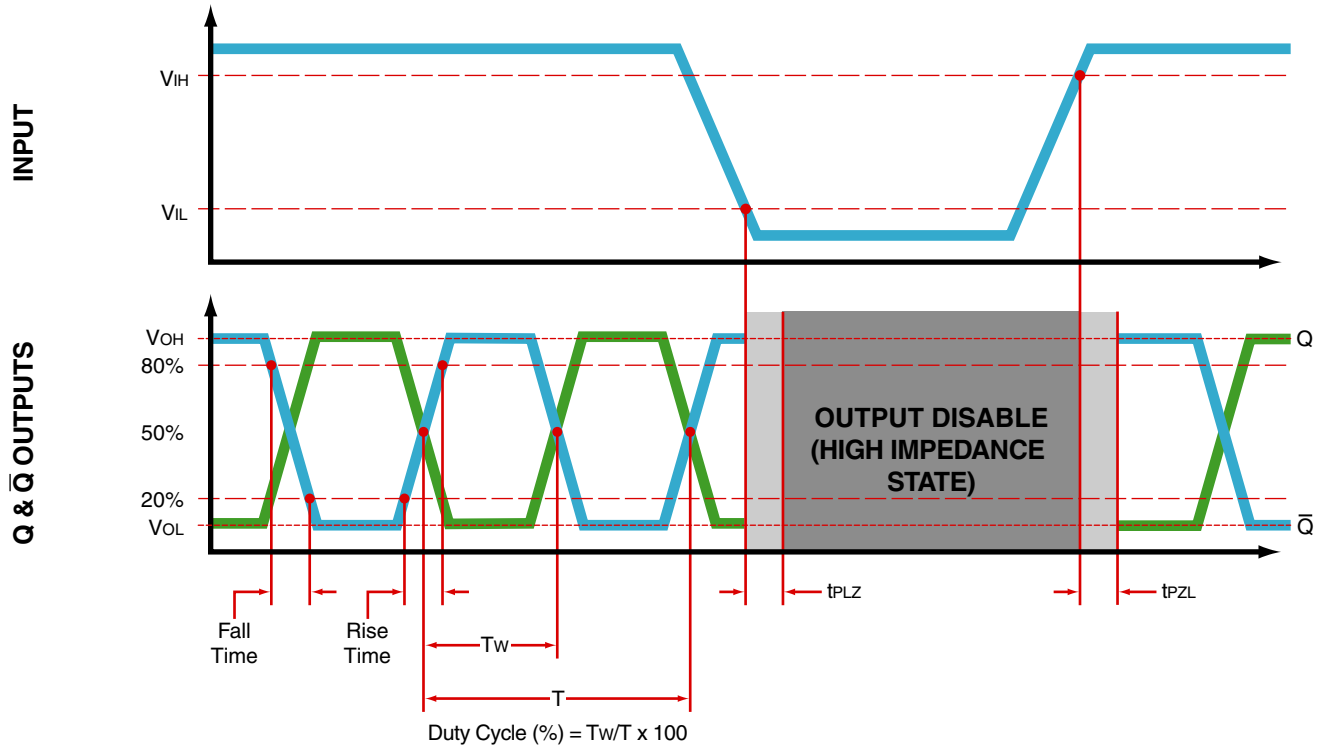 INPUT
VIH
VIL
Q & Q̅ OUTPUTS
VOH
80%
50%
20%
VOL
OUTPUT DISABLE
(HIGH IMPEDANCE
STATE)
Q
Q̅
Fall
Time
Rise
Time
tPLZ
tPZL
TW
T
Duty Cycle (%) = TW/T x 100